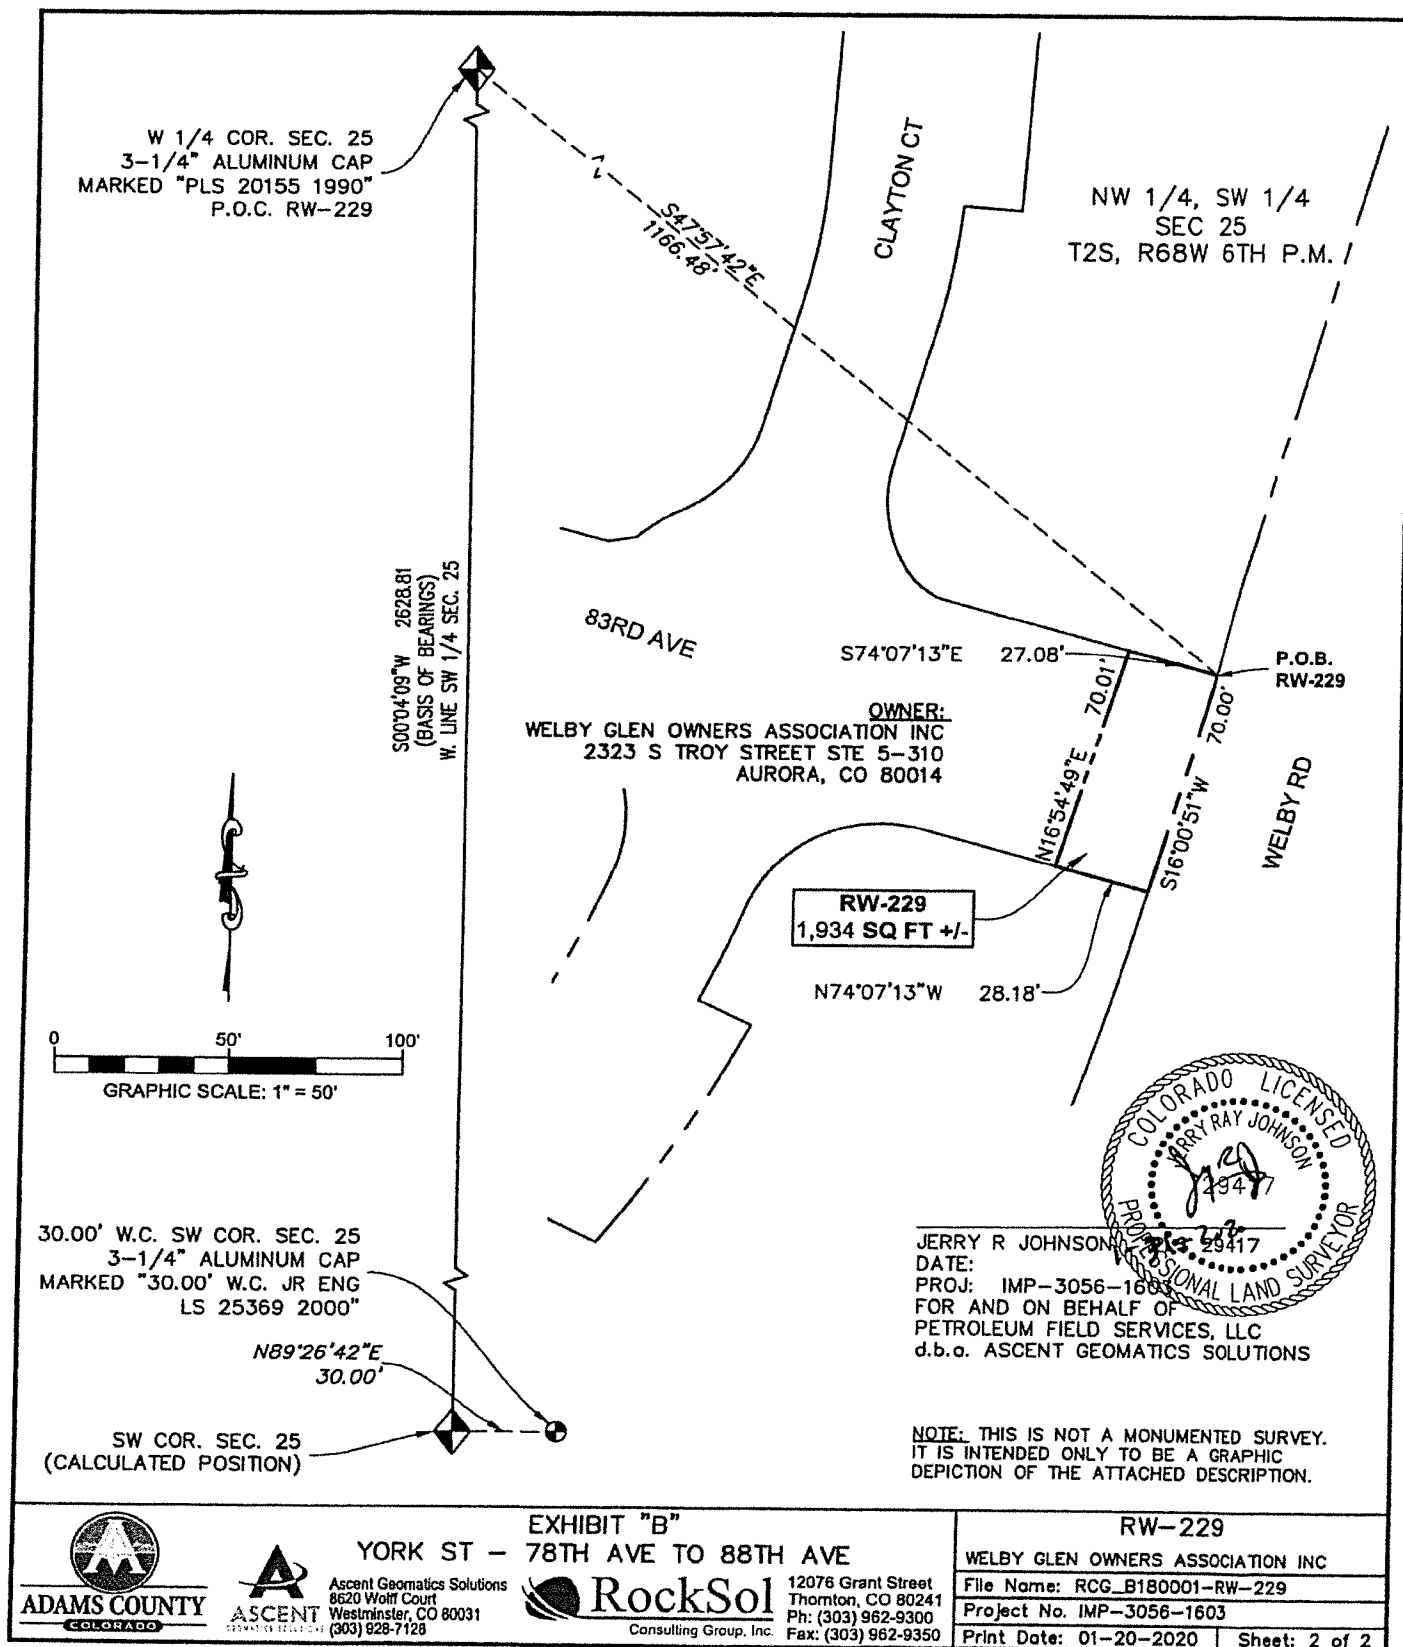 W 1/4 COR. SEC. 25
3-1/4" ALUMINUM CAP
MARKED "PLS 20155 1990"
P.O.C. RW-229
S47°57'42"E
1166.48'
CLAYTON CT
NW 1/4, SW 1/4
SEC 25
T2S, R68W 6TH P.M.
S00°04'09"W 2628.81
(BASIS OF BEARINGS)
W. LINE SW 1/4 SEC. 25
83RD AVE
S74°07'13"E 27.08'
P.O.B.
RW-229
70.01'
N16°54'49"E
70.00'
S16°00'51"W
WELBY RD
OWNER:
WELBY GLEN OWNERS ASSOCIATION INC
2323 S TROY STREET STE 5-310
AURORA, CO 80014
RW-229
1,934 SQ FT +/-
N74°07'13"W 28.18'
0 50' 100'
GRAPHIC SCALE: 1" = 50'
COLORADO LICENSED
JERRY RAY JOHNSON
29417
PROFESSIONAL LAND SURVEYOR
30.00' W.C. SW COR. SEC. 25
3-1/4" ALUMINUM CAP
MARKED "30.00' W.C. JR ENG
LS 25369 2000"
N89°26'42"E
30.00'
SW COR. SEC. 25
(CALCULATED POSITION)
JERRY R JOHNSON, 29417
DATE:
PROJ: IMP-3056-1603
FOR AND ON BEHALF OF
PETROLEUM FIELD SERVICES, LLC
d.b.a. ASCENT GEOMATICS SOLUTIONS
NOTE: THIS IS NOT A MONUMENTED SURVEY.
IT IS INTENDED ONLY TO BE A GRAPHIC
DEPICTION OF THE ATTACHED DESCRIPTION.
EXHIBIT "B"
YORK ST - 78TH AVE TO 88TH AVE
ADAMS COUNTY
COLORADO
ASCENT
GEOMATICS SOLUTIONS
Ascent Geomatics Solutions
8620 Wolff Court
Westminster, CO 80031
(303) 928-7128
RockSol
Consulting Group, Inc.
12076 Grant Street
Thornton, CO 80241
Ph: (303) 962-9300
Fax: (303) 962-9350
RW-229
WELBY GLEN OWNERS ASSOCIATION INC
File Name: RCG_B180001-RW-229
Project No. IMP-3056-1603
Print Date: 01-20-2020
Sheet: 2 of 2